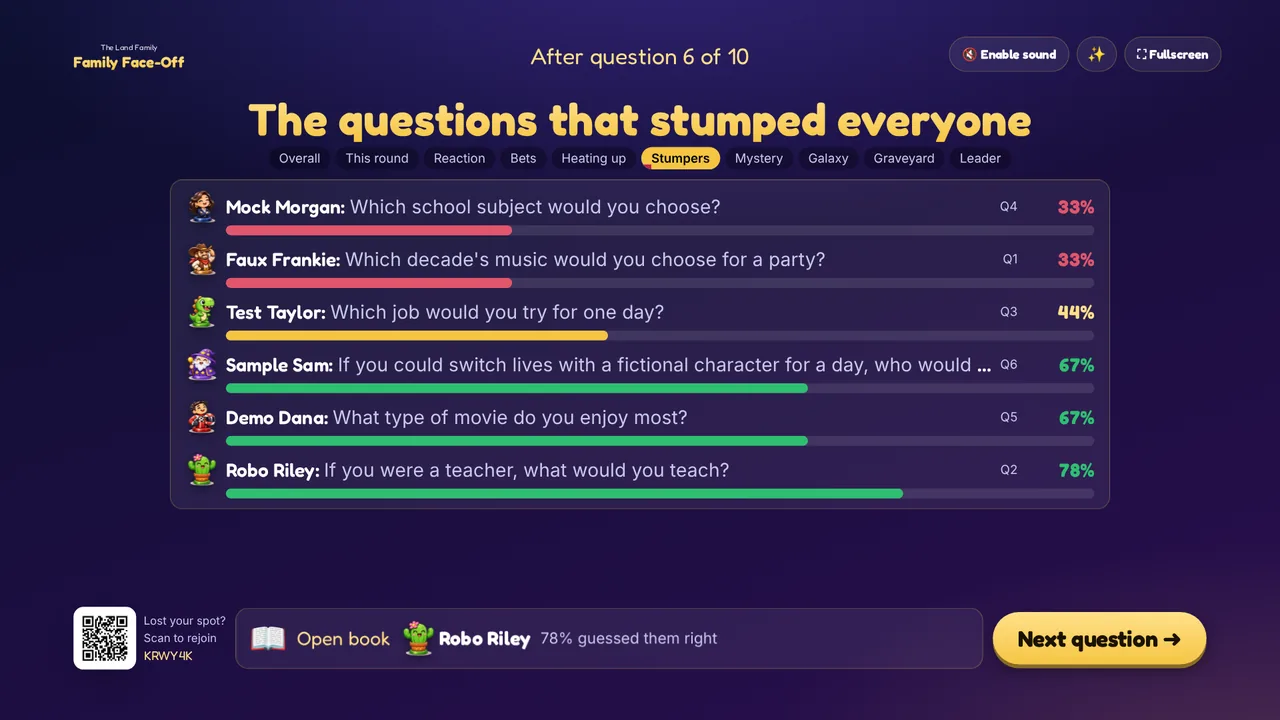 The Land Family
Family Face-Off
After question 6 of 10
Enable sound
Fullscreen
The questions that stumped everyone
Overall
This round
Reaction
Bets
Heating up
Stumpers
Mystery
Galaxy
Graveyard
Leader
Mock Morgan: Which school subject would you choose? Q4 33%
Faux Frankie: Which decade's music would you choose for a party? Q1 33%
Test Taylor: Which job would you try for one day? Q3 44%
Sample Sam: If you could switch lives with a fictional character for a day, who would ... Q6 67%
Demo Dana: What type of movie do you enjoy most? Q5 67%
Robo Riley: If you were a teacher, what would you teach? Q2 78%
Lost your spot?
Scan to rejoin
KRWY4K
Open book
Robo Riley 78% guessed them right
Next question →